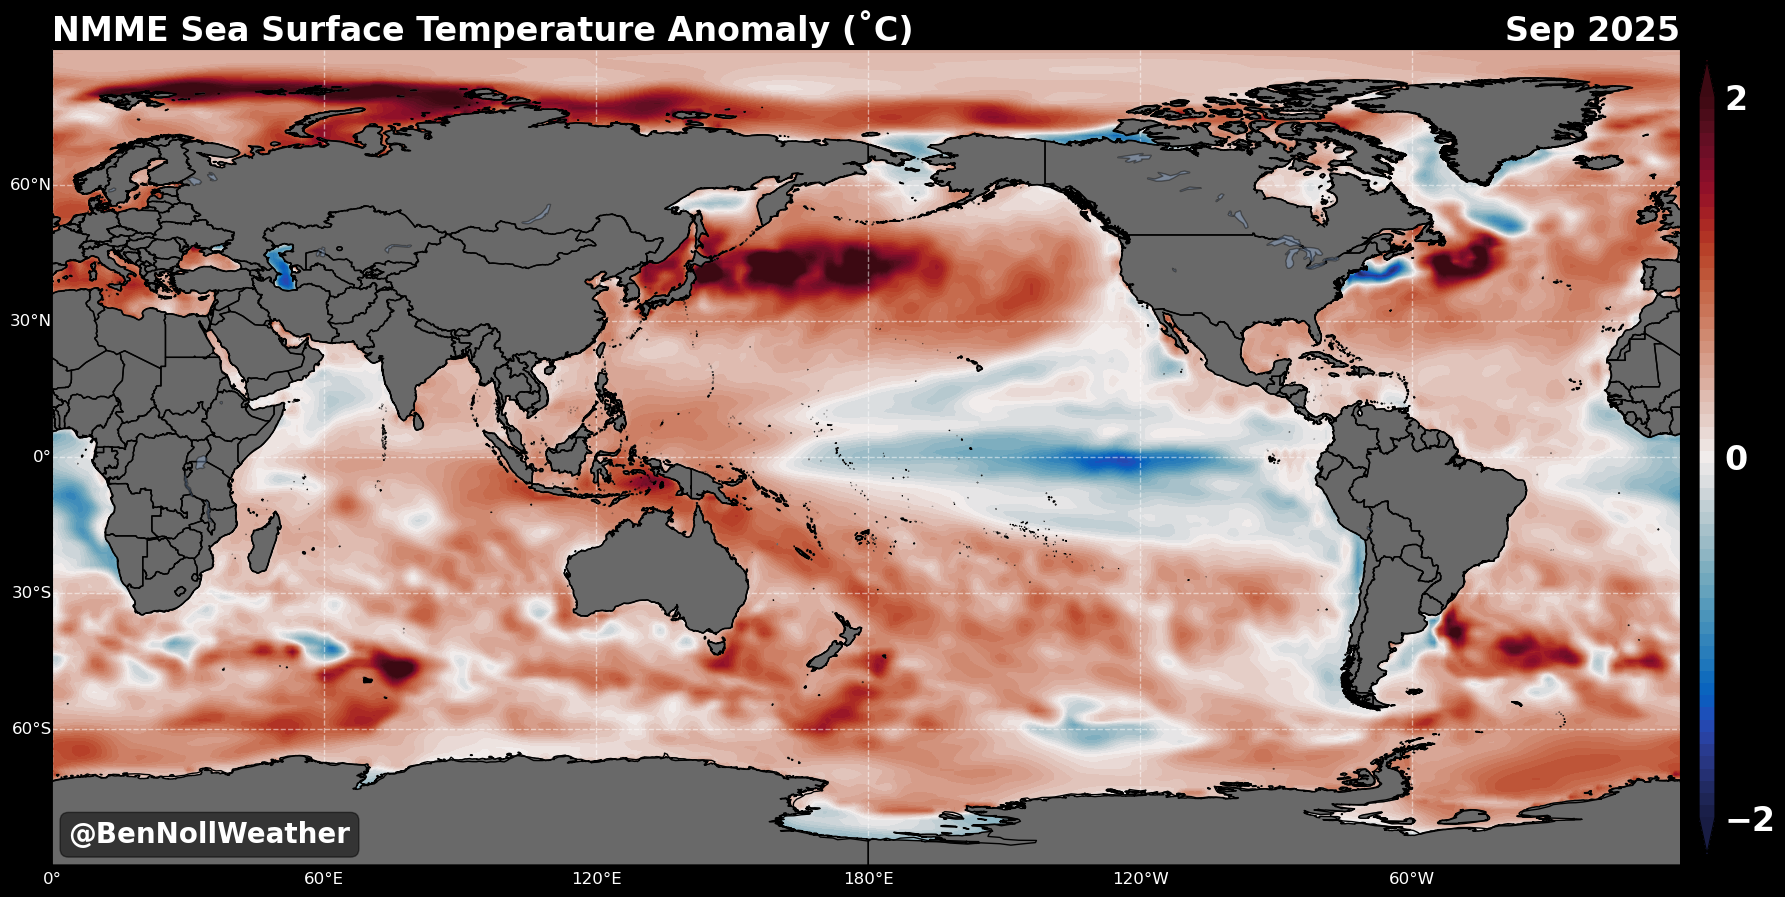 NMME Sea Surface Temperature Anomaly (˚C)
Sep 2025
2
60°N
30°N
0°
0
30°S
60°S
−2
@BenNollWeather
0°
60°E
120°E
180°E
120°W
60°W